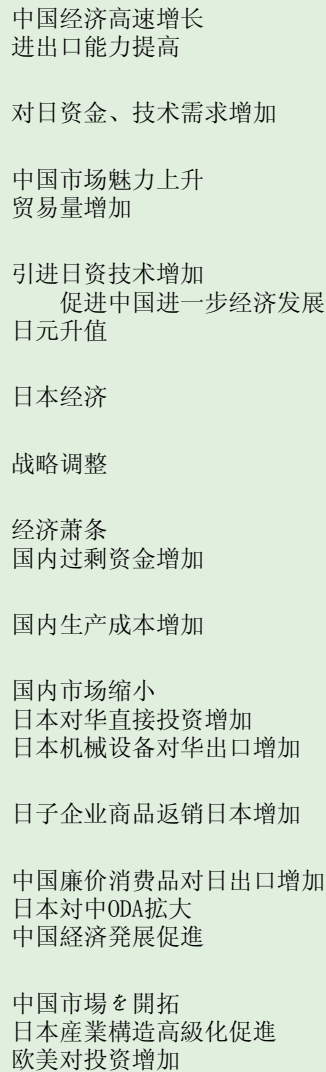 中国经济高速增长
进出口能力提高
对日资金、技术需求增加
中国市场魅力上升
贸易量增加
引进日资技术增加
促进中国进一步经济发展
日元升值
日本经济
战略调整
经济萧条
国内过剩资金增加
国内生产成本增加
国内市场缩小
日本对华直接投资增加
日本机械设备对华出口增加
日子企业商品返销日本增加
中国廉价消费品对日出口增加
日本対中ODA拡大
中国経済発展促進
中国市場を開拓
日本産業構造高級化促進
欧美对投资增加